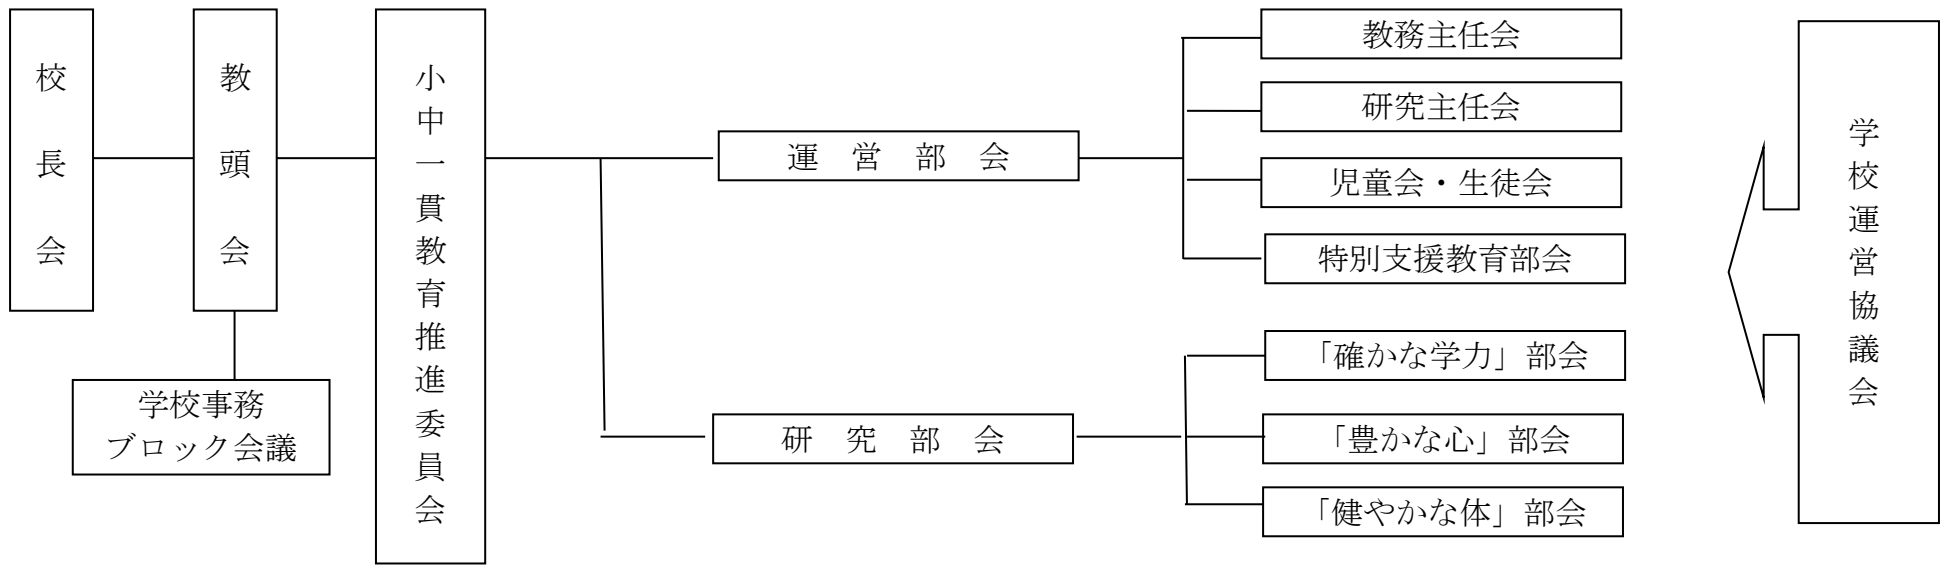 校長会
教頭会
学校事務
ブロック会議
小中一貫教育推進委員会
運営部会
研究部会
教務主任会
研究主任会
児童会・生徒会
特別支援教育部会
「確かな学力」部会
「豊かな心」部会
「健やかな体」部会
学校運営協議会